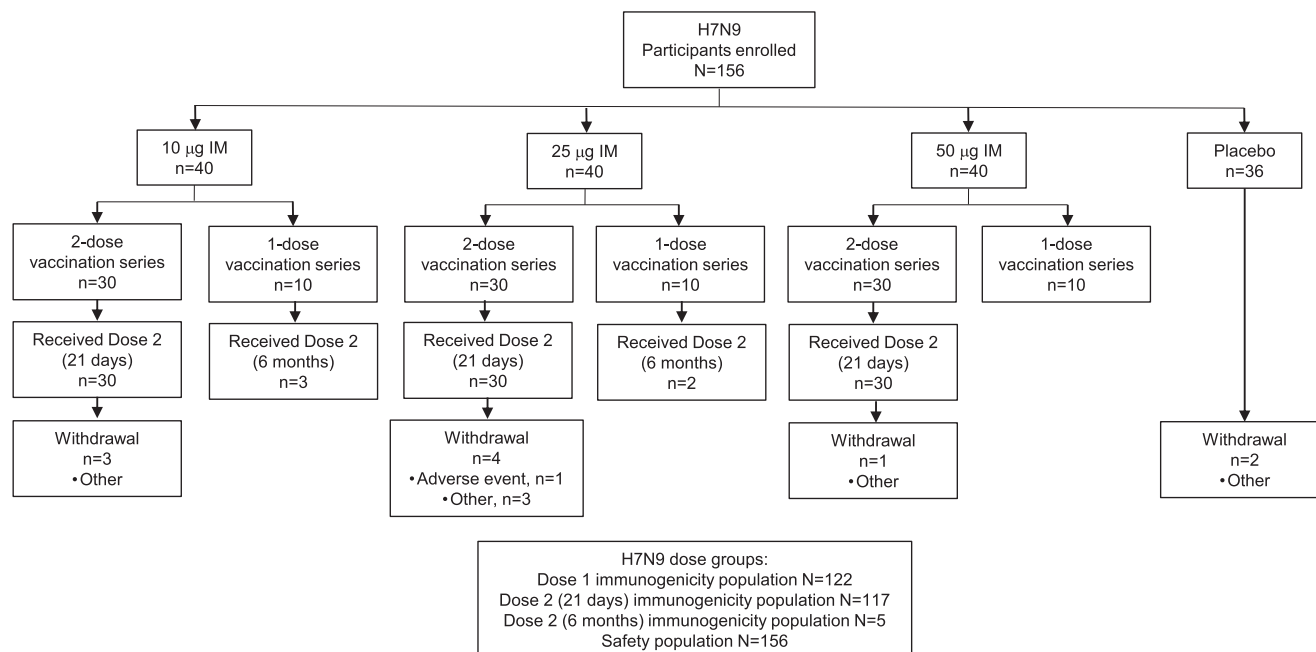 H7N9
Participants enrolled
N=156
10 μg IM
n=40
25 μg IM
n=40
50 μg IM
n=40
Placebo
n=36
2-dose
vaccination series
n=30
1-dose
vaccination series
n=10
2-dose
vaccination series
n=30
1-dose
vaccination series
n=10
2-dose
vaccination series
n=30
1-dose
vaccination series
n=10
Received Dose 2
(21 days)
n=30
Received Dose 2
(6 months)
n=3
Received Dose 2
(21 days)
n=30
Received Dose 2
(6 months)
n=2
Received Dose 2
(21 days)
n=30
Withdrawal
n=3
•Other
Withdrawal
n=4
•Adverse event, n=1
•Other, n=3
Withdrawal
n=1
•Other
Withdrawal
n=2
•Other
H7N9 dose groups:
Dose 1 immunogenicity population N=122
Dose 2 (21 days) immunogenicity population N=117
Dose 2 (6 months) immunogenicity population N=5
Safety population N=156